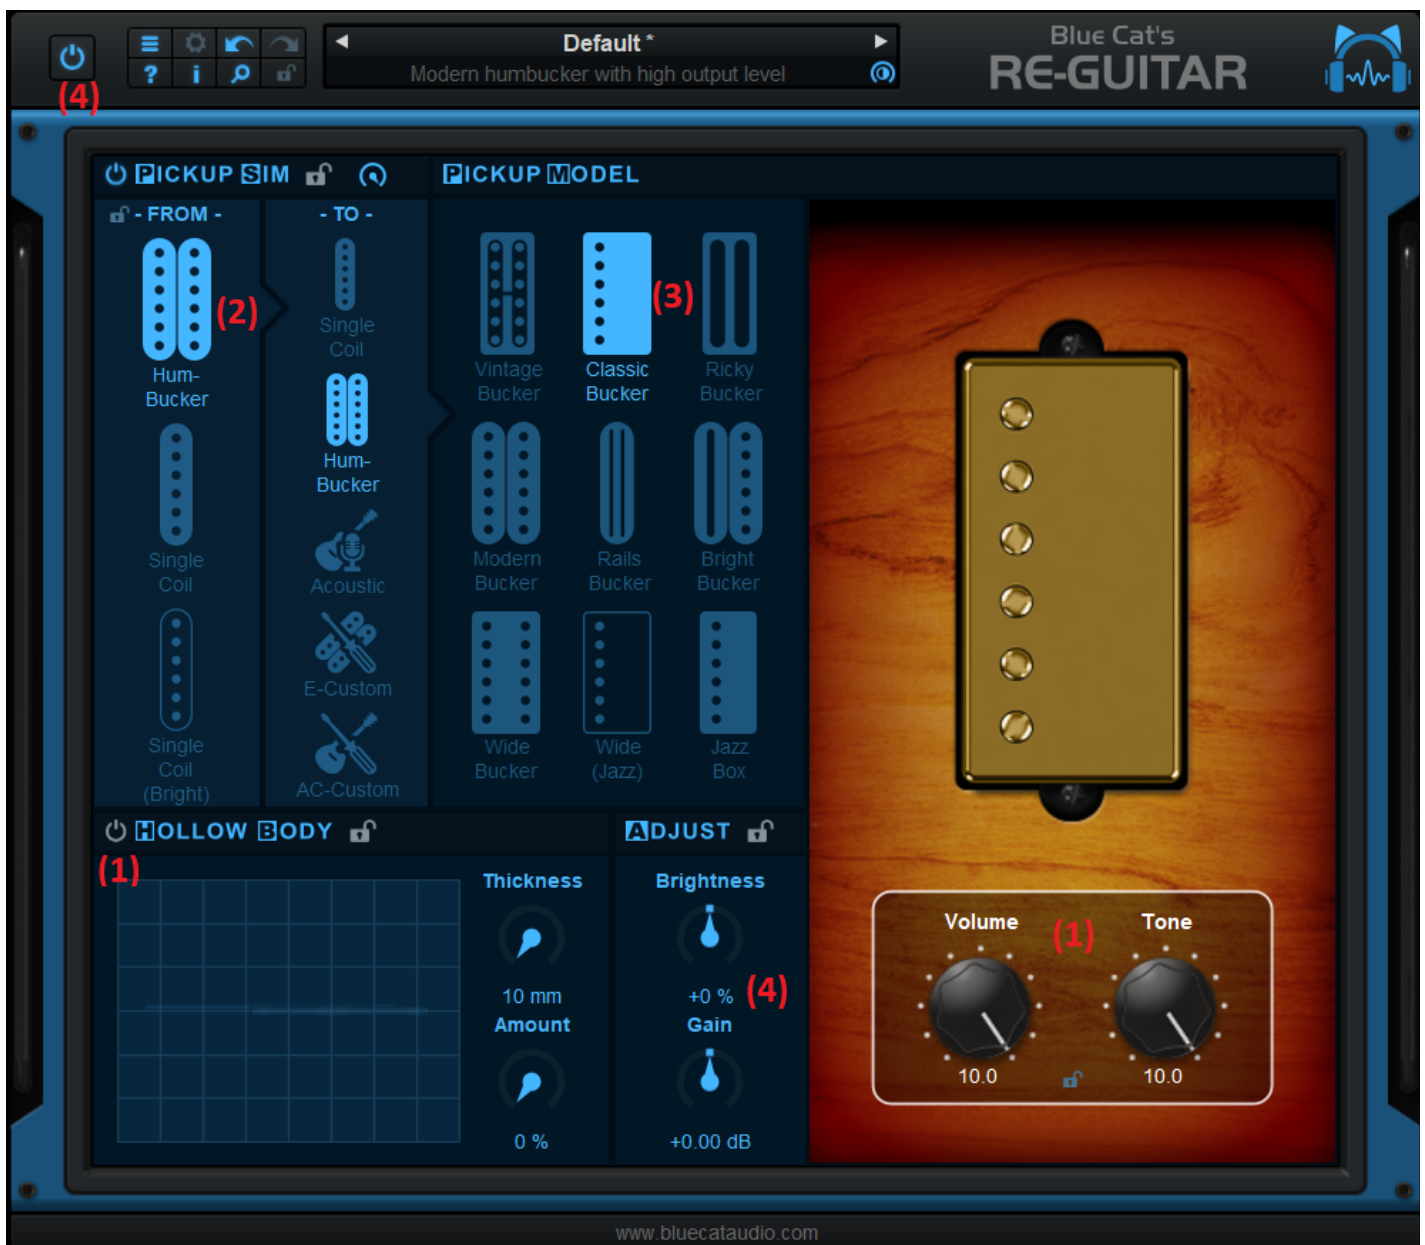 Default *
Modern humbucker with high output level
Blue Cat's
RE-GUITAR
(4)
PICKUP SIM
PICKUP MODEL
- FROM -
- TO -
Hum-
Bucker
(2)
Single
Coil
Single
Coil
(Bright)
Single
Coil
Hum-
Bucker
Acoustic
E-Custom
AC-Custom
Vintage
Bucker
Classic
Bucker
(3)
Ricky
Bucker
Modern
Bucker
Rails
Bucker
Bright
Bucker
Wide
Bucker
Wide
(Jazz)
Jazz
Box
HOLLOW BODY
(1)
Thickness
10 mm
Amount
0 %
ADJUST
Brightness
+0 %
(4)
Gain
+0.00 dB
Volume
(1)
Tone
10.0
10.0
www.bluecataudio.com